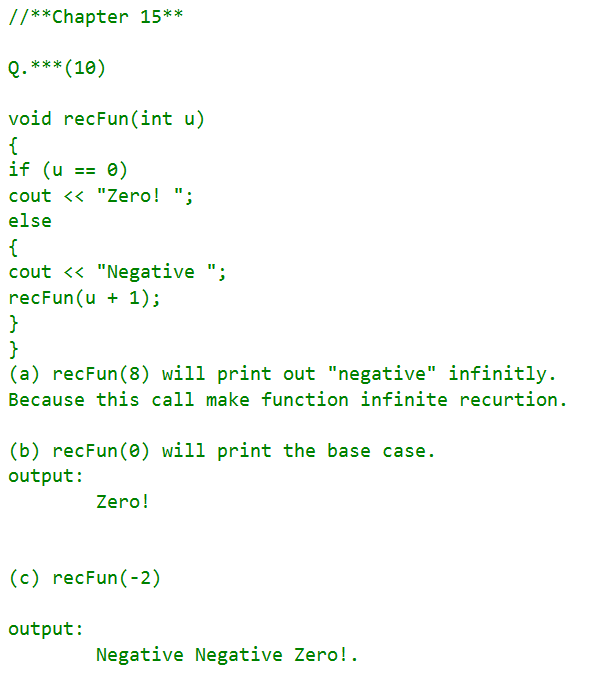 //**Chapter 15**
Q.***(10)
void recFun(int u)
{
if (u == 0)
cout << "Zero! ";
else
{
cout << "Negative ";
recFun(u + 1);
}
}
(a) recFun(8) will print out "negative" infinitly.
Because this call make function infinite recurtion.
(b) recFun(0) will print the base case.
output:
Zero!
(c) recFun(-2)
output:
Negative Negative Zero!.